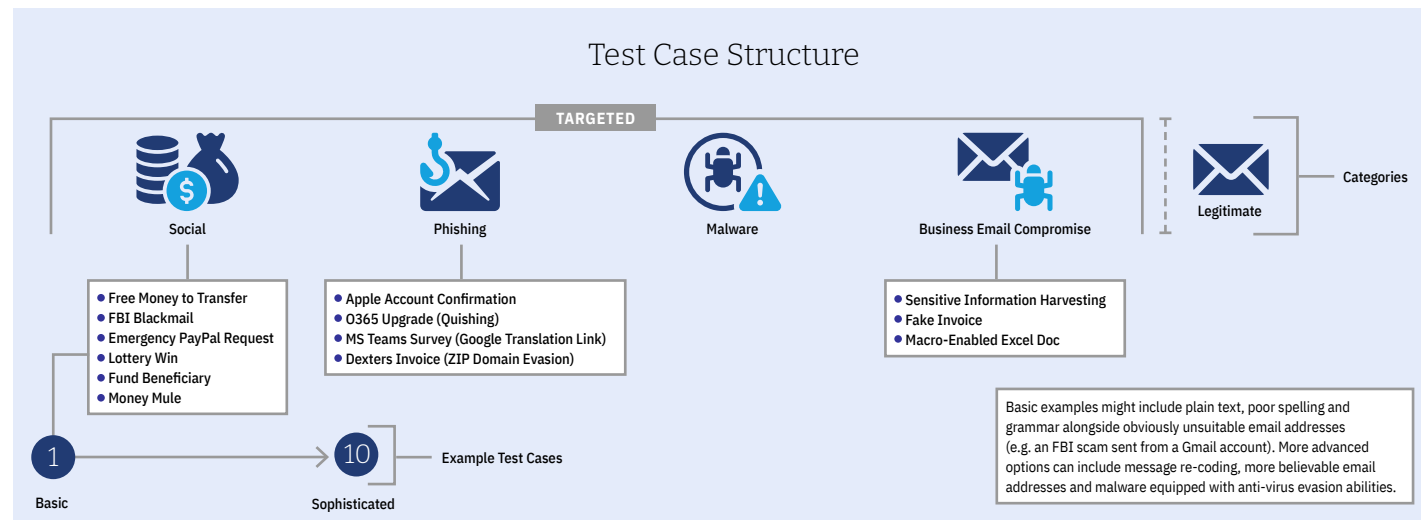 Test Case Structure
TARGETED
$
!
Social
Phishing
Malware
Business Email Compromise
Legitimate
Categories
Free Money to Transfer
FBI Blackmail
Emergency PayPal Request
Lottery Win
Fund Beneficiary
Money Mule
Apple Account Confirmation
O365 Upgrade (Quishing)
MS Teams Survey (Google Translation Link)
Dexters Invoice (ZIP Domain Evasion)
Sensitive Information Harvesting
Fake Invoice
Macro-Enabled Excel Doc
1
Basic
10
Sophisticated
Example Test Cases
Basic examples might include plain text, poor spelling and
grammar alongside obviously unsuitable email addresses
(e.g. an FBI scam sent from a Gmail account). More advanced
options can include message re-coding, more believable email
addresses and malware equipped with anti-virus evasion abilities.